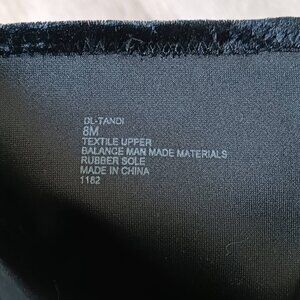 DL-TANDI
8M
TEXTILE UPPER
BALANCE MAN MADE MATERIALS
RUBBER SOLE
MADE IN CHINA
1182